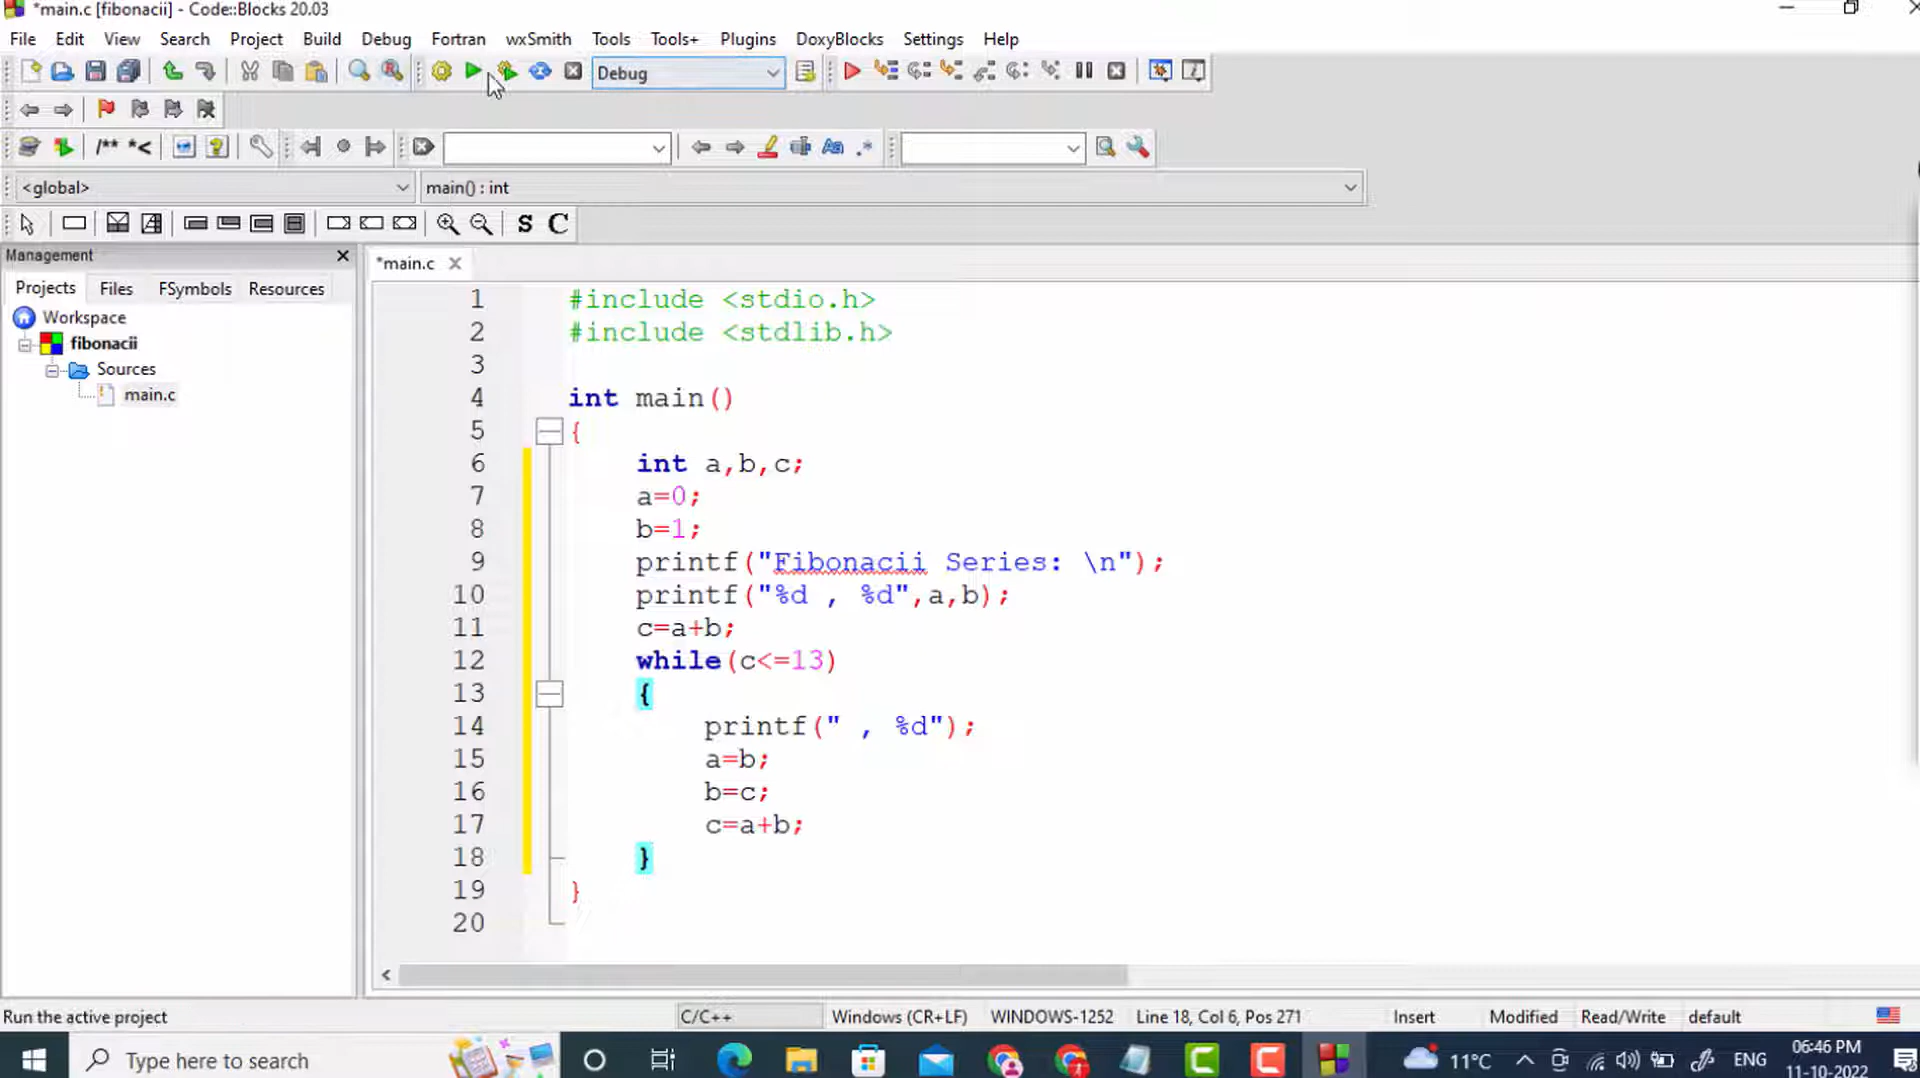 *main.c [fibonacii] - Code::Blocks 20.03
File Edit View Search Project Build Debug Fortran wxSmith Tools Tools+ Plugins DoxyBlocks Settings Help
Debug
/** *<
Aa .*
<global> main() : int
S C
Management
*main.c
Projects Files FSymbols Resources
Workspace
fibonacii
Sources
main.c
1 #include <stdio.h>
2 #include <stdlib.h>
3
4 int main()
5 {
6 int a,b,c;
7 a=0;
8 b=1;
9 printf("Fibonacii Series: \n");
10 printf("%d , %d",a,b);
11 c=a+b;
12 while(c<=13)
13 {
14 printf(" , %d");
15 a=b;
16 b=c;
17 c=a+b;
18 }
19 }
20
Run the active project C/C++ Windows (CR+LF) WINDOWS-1252 Line 18, Col 6, Pos 271 Insert Modified Read/Write default
Type here to search 11°C ENG 06:46 PM
11-10-2022